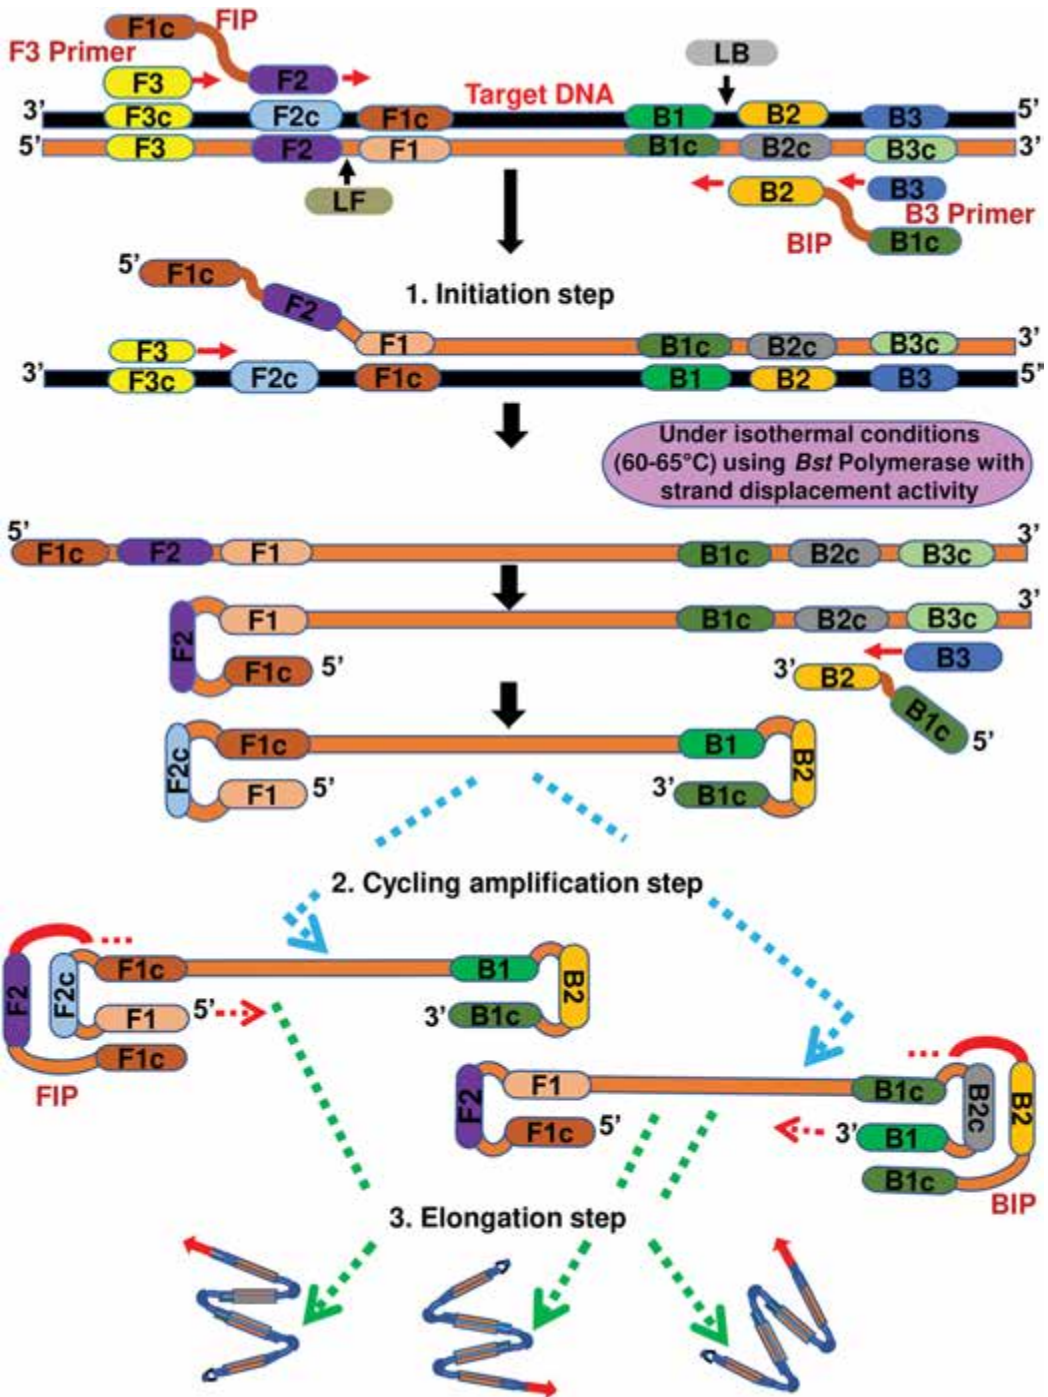 F1c FIP
F3 Primer
F3 F2 LB
Target DNA
3’ F3c F2c F1c B1 B2 B3 5’
5’ F3 F2 F1 B1c B2c B3c 3’
LF B2 B3
B3 Primer
BIP B1c
5’ F1c
1. Initiation step
F2
F3 F1 B1c B2c B3c 3’
3’ F3c F2c F1c B1 B2 B3 5’
Under isothermal conditions
(60-65°C) using Bst Polymerase with
strand displacement activity
5’ 3’
F1c F2 F1 B1c B2c B3c
3’
F2 F1 B1c B2c B3c
F1c 5’ B3
3’ B2
B1c 5’
F2c F1c B1 B2
F1 5’ 3’ B1c
2. Cycling amplification step
F2 F2c F1c B1 B2
F1 5’ 3’ B1c
F1c
FIP
F2 F1 B1c B2c B2
F1c 5’ 3’ B1
B1c
BIP
3. Elongation step